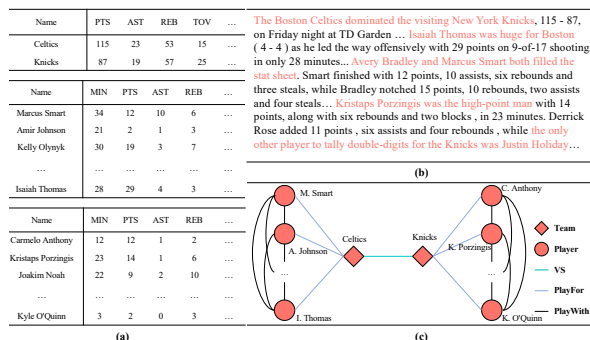 Name PTS AST REB TOV …
Celtics 115 23 53 15 …
Knicks 87 19 57 25 …
Name MIN PTS AST REB …
Marcus Smart 34 12 10 6 …
Amir Johnson 21 2 1 3 …
Kelly Olynyk 30 19 3 7 …
… … … … …
Isaiah Thomas 28 29 4 3 …
Name MIN PTS AST REB …
Carmelo Anthony 12 12 1 2 …
Kristaps Porzingis 23 14 1 6 …
Joakim Noah 22 9 2 10 …
… … … … … …
Kyle O'Quinn 3 2 0 3 …
(a)
The Boston Celtics dominated the visiting New York Knicks, 115 - 87,
on Friday night at TD Garden … Isaiah Thomas was huge for Boston
( 4 - 4 ) as he led the way offensively with 29 points on 9-of-17 shooting
in only 28 minutes... Avery Bradley and Marcus Smart both filled the
stat sheet. Smart finished with 12 points, 10 assists, six rebounds and
three steals, while Bradley notched 15 points, 10 rebounds, two assists
and four steals… Kristaps Porzingis was the high-point man with 14
points, along with six rebounds and two blocks , in 23 minutes. Derrick
Rose added 11 points , six assists and four rebounds , while the only
other player to tally double-digits for the Knicks was Justin Holiday…
(b)
M. Smart
C. Anthony
A. Johnson
Celtics
Knicks
K. Porzingis
...
...
I. Thomas
K. O'Quinn
Team
Player
VS
PlayFor
PlayWith
(c)